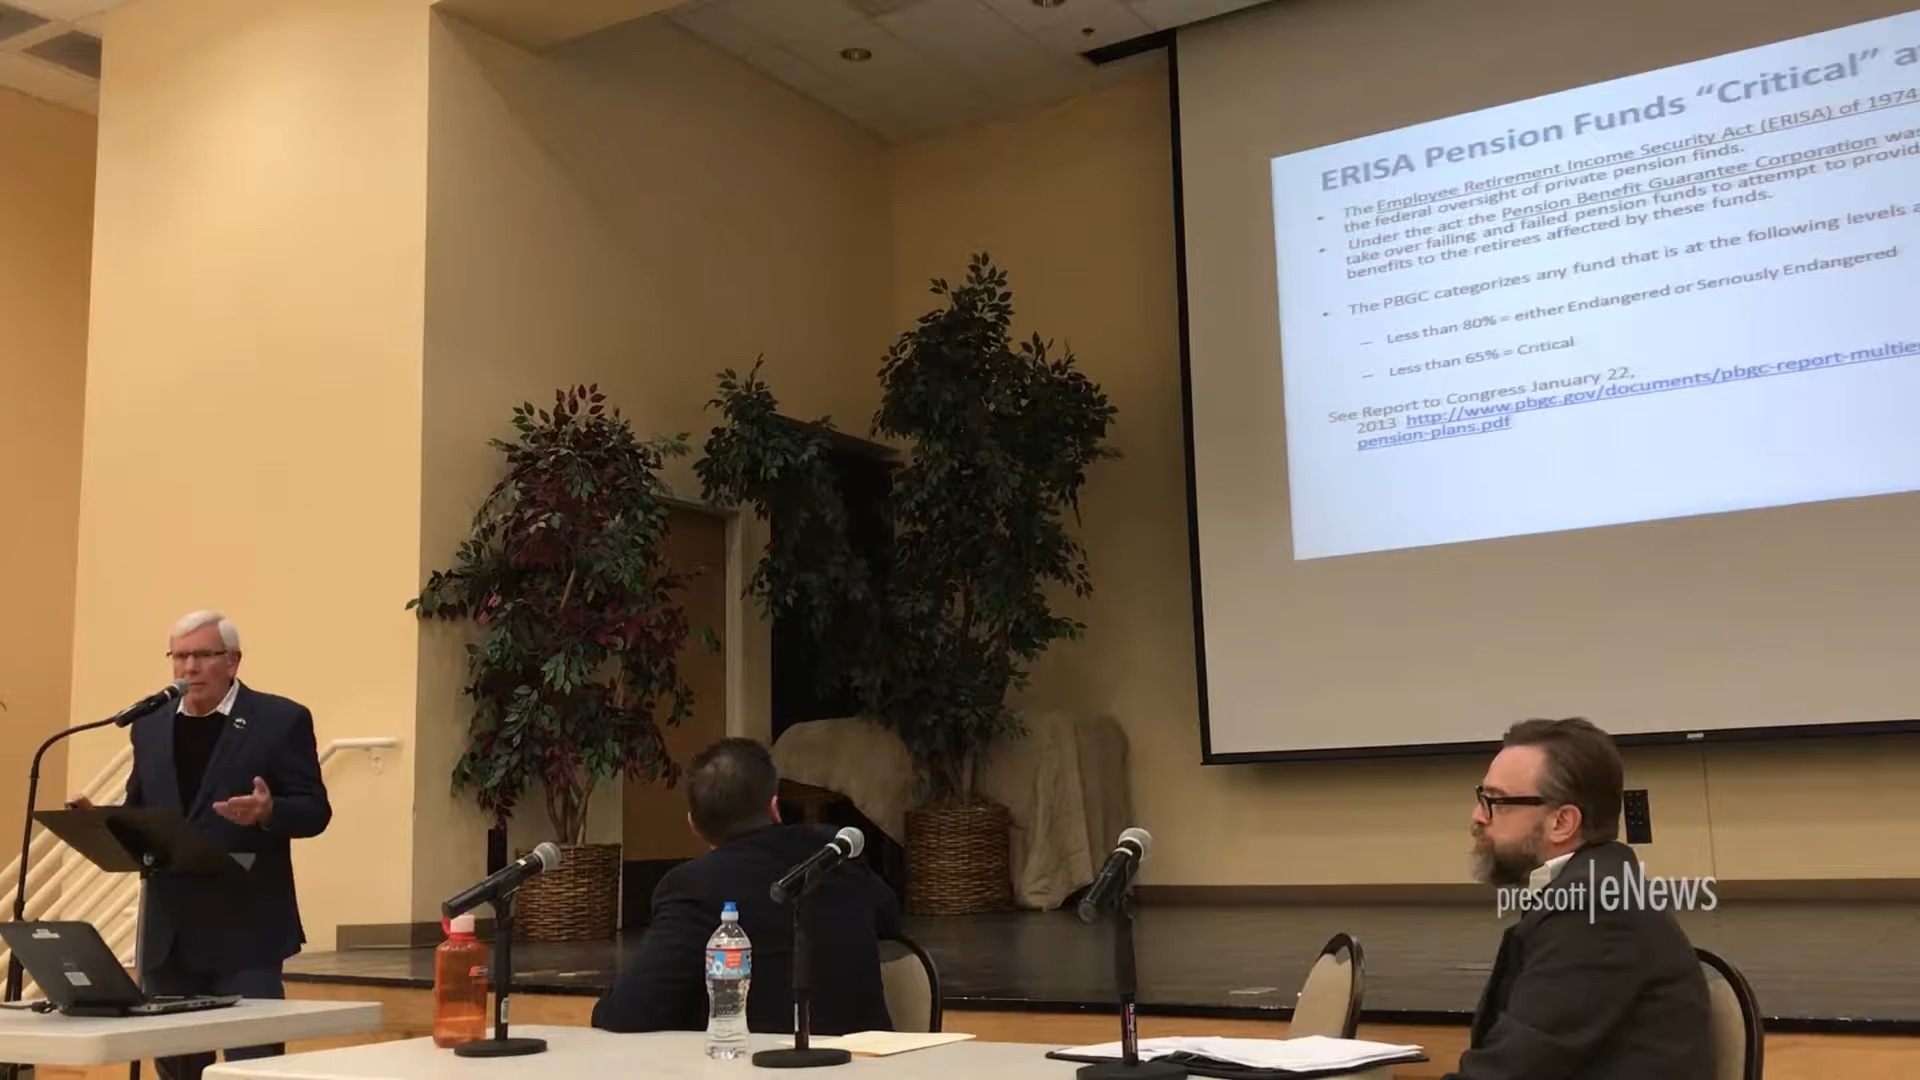 ERISA Pension Funds “Critical”
• The Employee Retirement Income Security Act (ERISA) of 1974
the federal oversight of private pension finds.
• Under the act the Pension Benefit Guarantee Corporation was
take over failing and failed pension funds to attempt to provid
benefits to the retirees affected by these funds.
• The PBGC categorizes any fund that is at the following levels a
– Less than 80% = either Endangered or Seriously Endangered
– Less than 65% = Critical
See Report to Congress January 22,
2013 http://www.pbgc.gov/documents/pbgc-report-multie
pension-plans.pdf
prescott|eNews